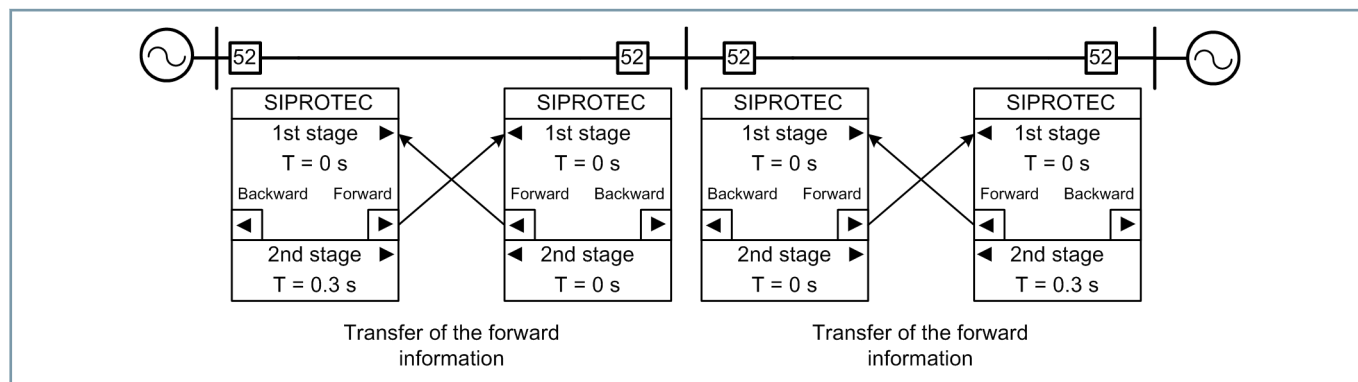 52
52
52
52
SIPROTEC
1st stage
T = 0 s
Backward Forward
2nd stage
T = 0.3 s
SIPROTEC
1st stage
T = 0 s
Forward Backward
2nd stage
T = 0 s
SIPROTEC
1st stage
T = 0 s
Backward Forward
2nd stage
T = 0 s
SIPROTEC
1st stage
T = 0 s
Forward Backward
2nd stage
T = 0.3 s
Transfer of the forward
information
Transfer of the forward
information